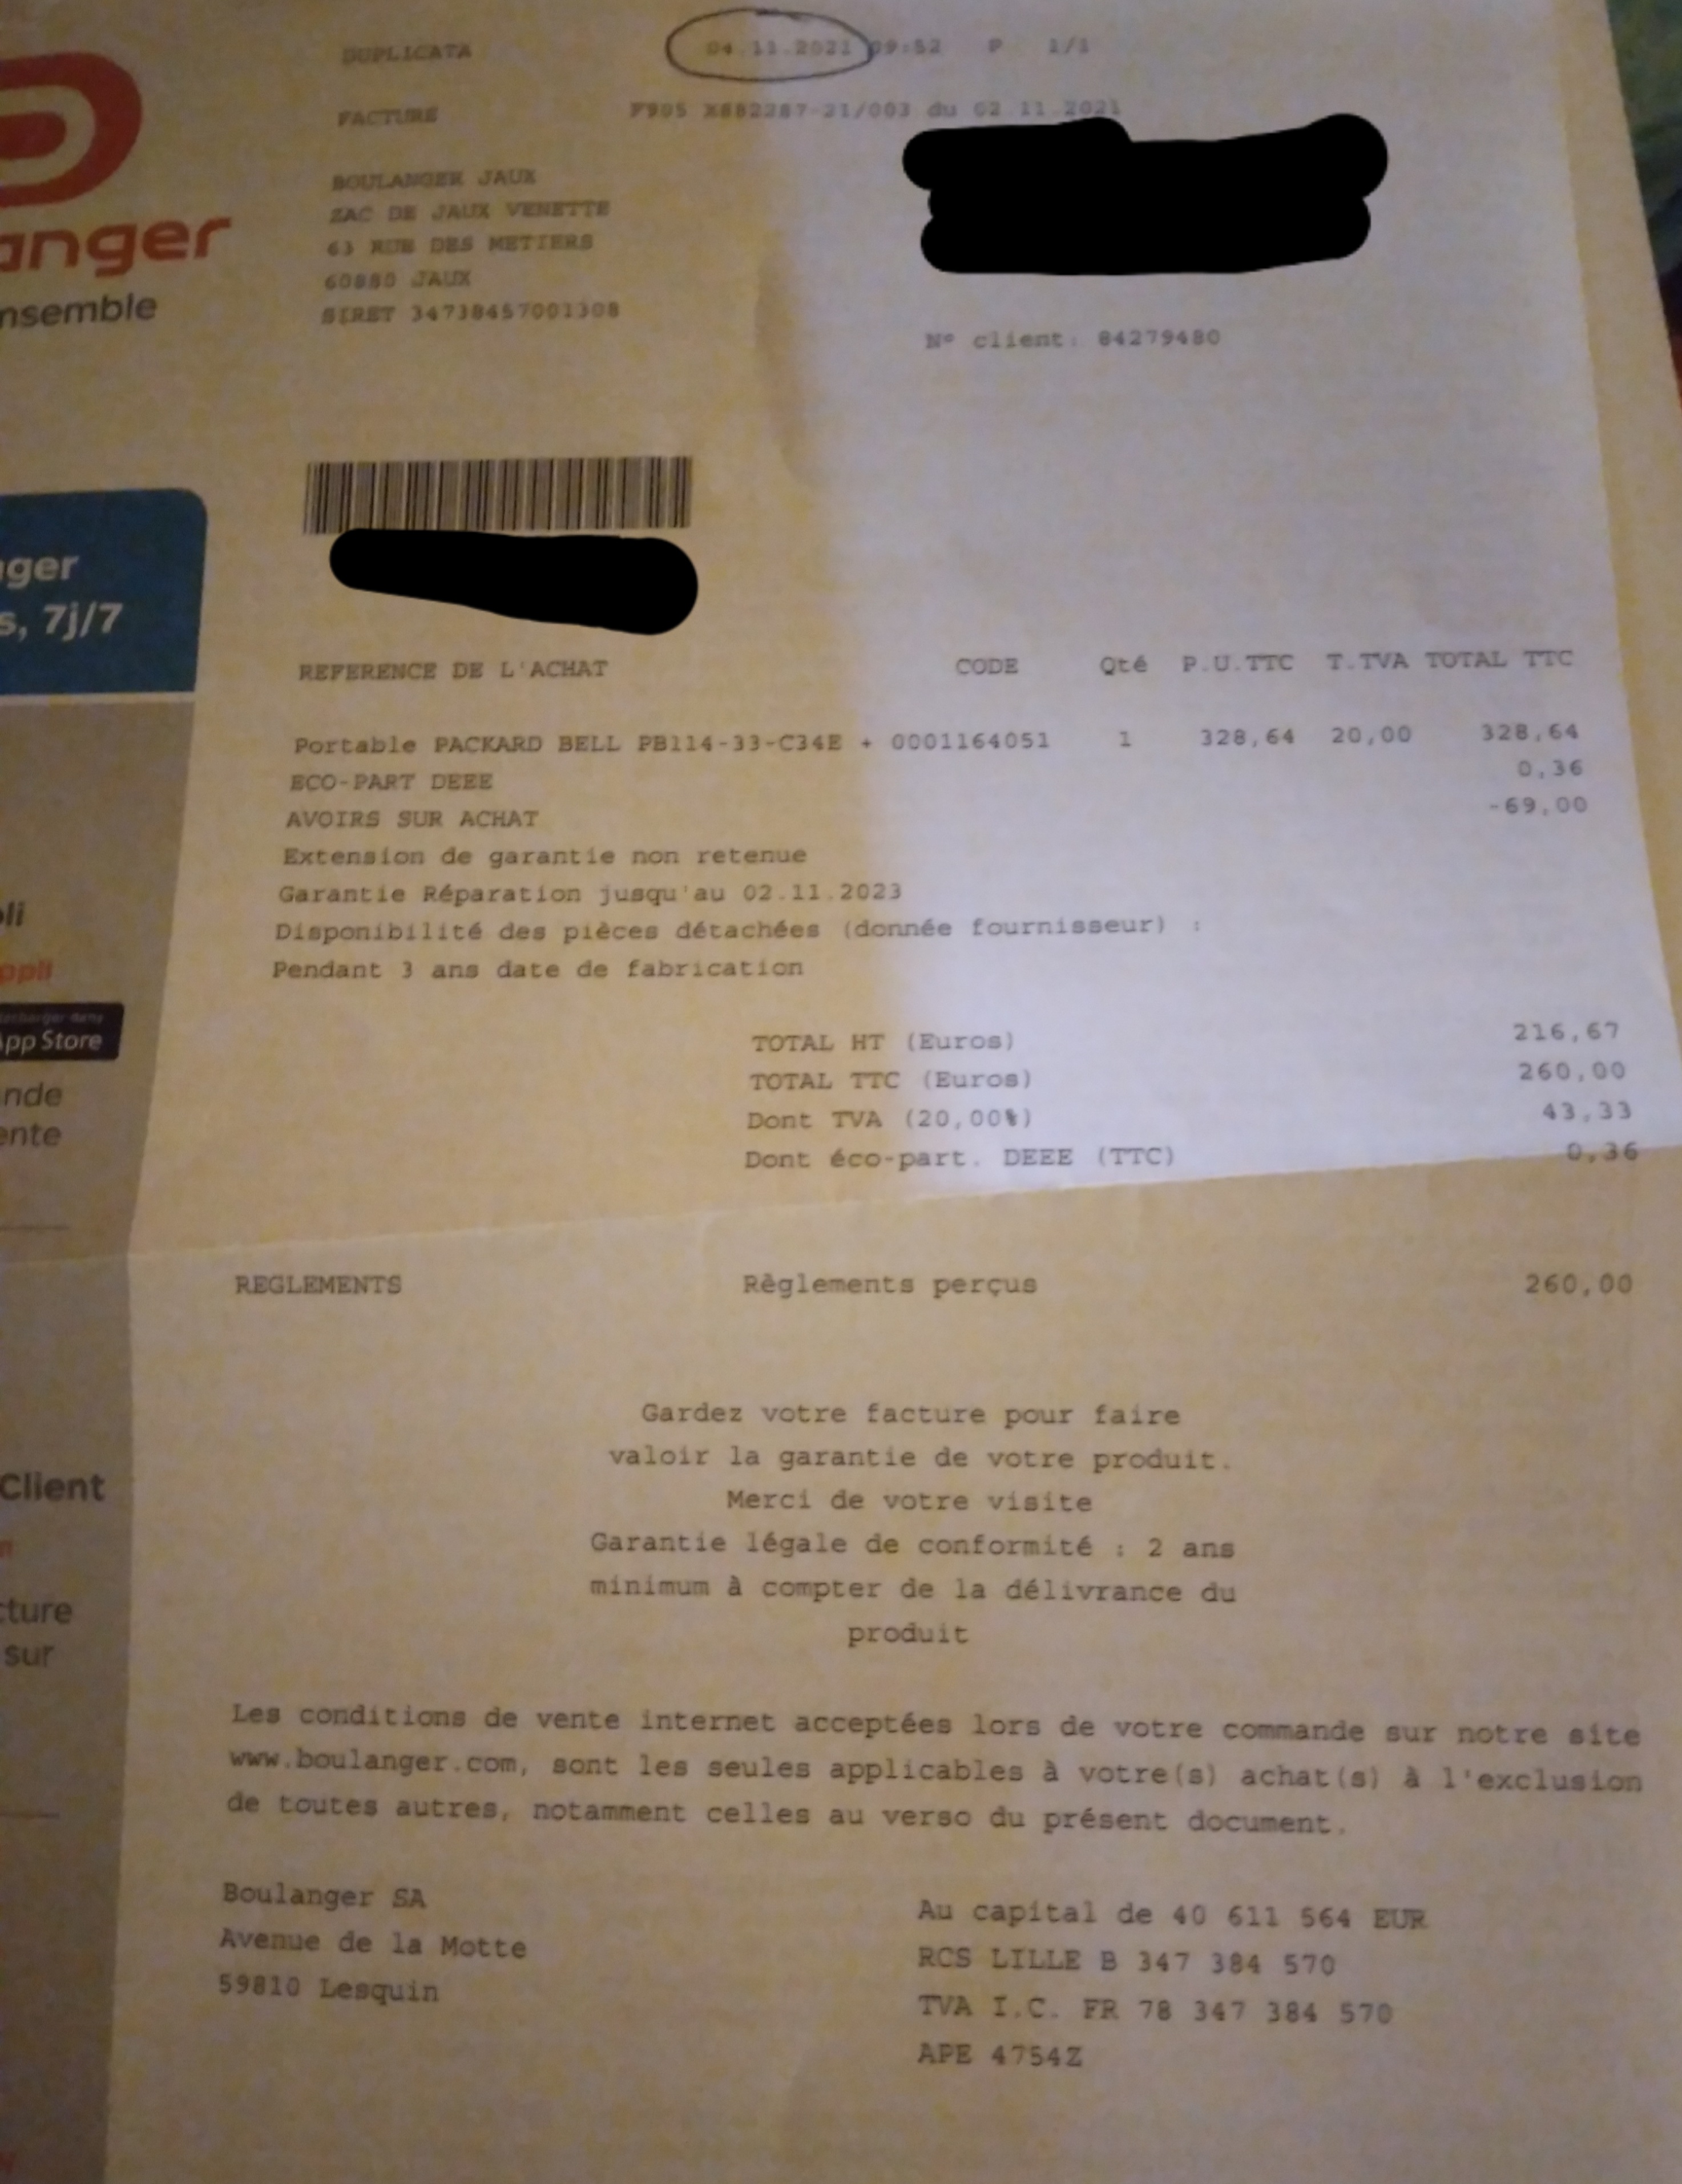 DUPLICATA 04.11.2021 09:52 P 1/1
FACTURE F905 X882287-21/003 du 02.11.2021
BOULANGER JAUX
ZAC DE JAUX VENETTE
63 RUE DES METIERS
60880 JAUX
SIRET 34738457001308
N° client: 84279480
anger
nsemble
ger
s, 7j/7
REFERENCE DE L'ACHAT CODE Qté P.U.TTC T.TVA TOTAL TTC
Portable PACKARD BELL PB114-33-C34E + 0001164051 1 328,64 20,00 328,64
ECO-PART DEEE 0,36
AVOIRS SUR ACHAT -69,00
Extension de garantie non retenue
Garantie Réparation jusqu'au 02.11.2023
Disponibilité des pièces détachées (donnée fournisseur) :
Pendant 3 ans date de fabrication
oli
ppli
App Store
nde
ente
TOTAL HT (Euros) 216,67
TOTAL TTC (Euros) 260,00
Dont TVA (20,00%) 43,33
Dont éco-part. DEEE (TTC) 0,36
REGLEMENTS Règlements perçus 260,00
Gardez votre facture pour faire
valoir la garantie de votre produit.
Merci de votre visite
Garantie légale de conformité : 2 ans
minimum à compter de la délivrance du
produit
Client
cture
sur
Les conditions de vente internet acceptées lors de votre commande sur notre site
www.boulanger.com, sont les seules applicables à votre(s) achat(s) à l'exclusion
de toutes autres, notamment celles au verso du présent document.
Boulanger SA
Avenue de la Motte
59810 Lesquin
Au capital de 40 611 564 EUR
RCS LILLE B 347 384 570
TVA I.C. FR 78 347 384 570
APE 4754Z